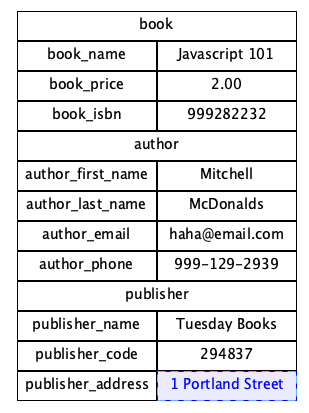 book
book_name Javascript 101
book_price 2.00
book_isbn 999282232
author
author_first_name Mitchell
author_last_name McDonalds
author_email haha@email.com
author_phone 999-129-2939
publisher
publisher_name Tuesday Books
publisher_code 294837
publisher_address 1 Portland Street